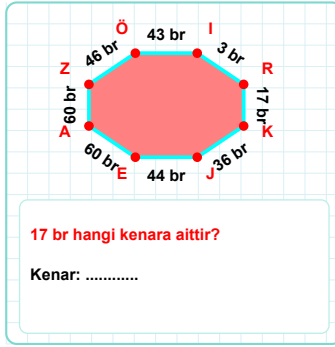 Ö 43 br I
46 br 3 br
Z R
60 br 17 br
A K
60 br 36 br
E 44 br J
17 br hangi kenara aittir?
Kenar: ............